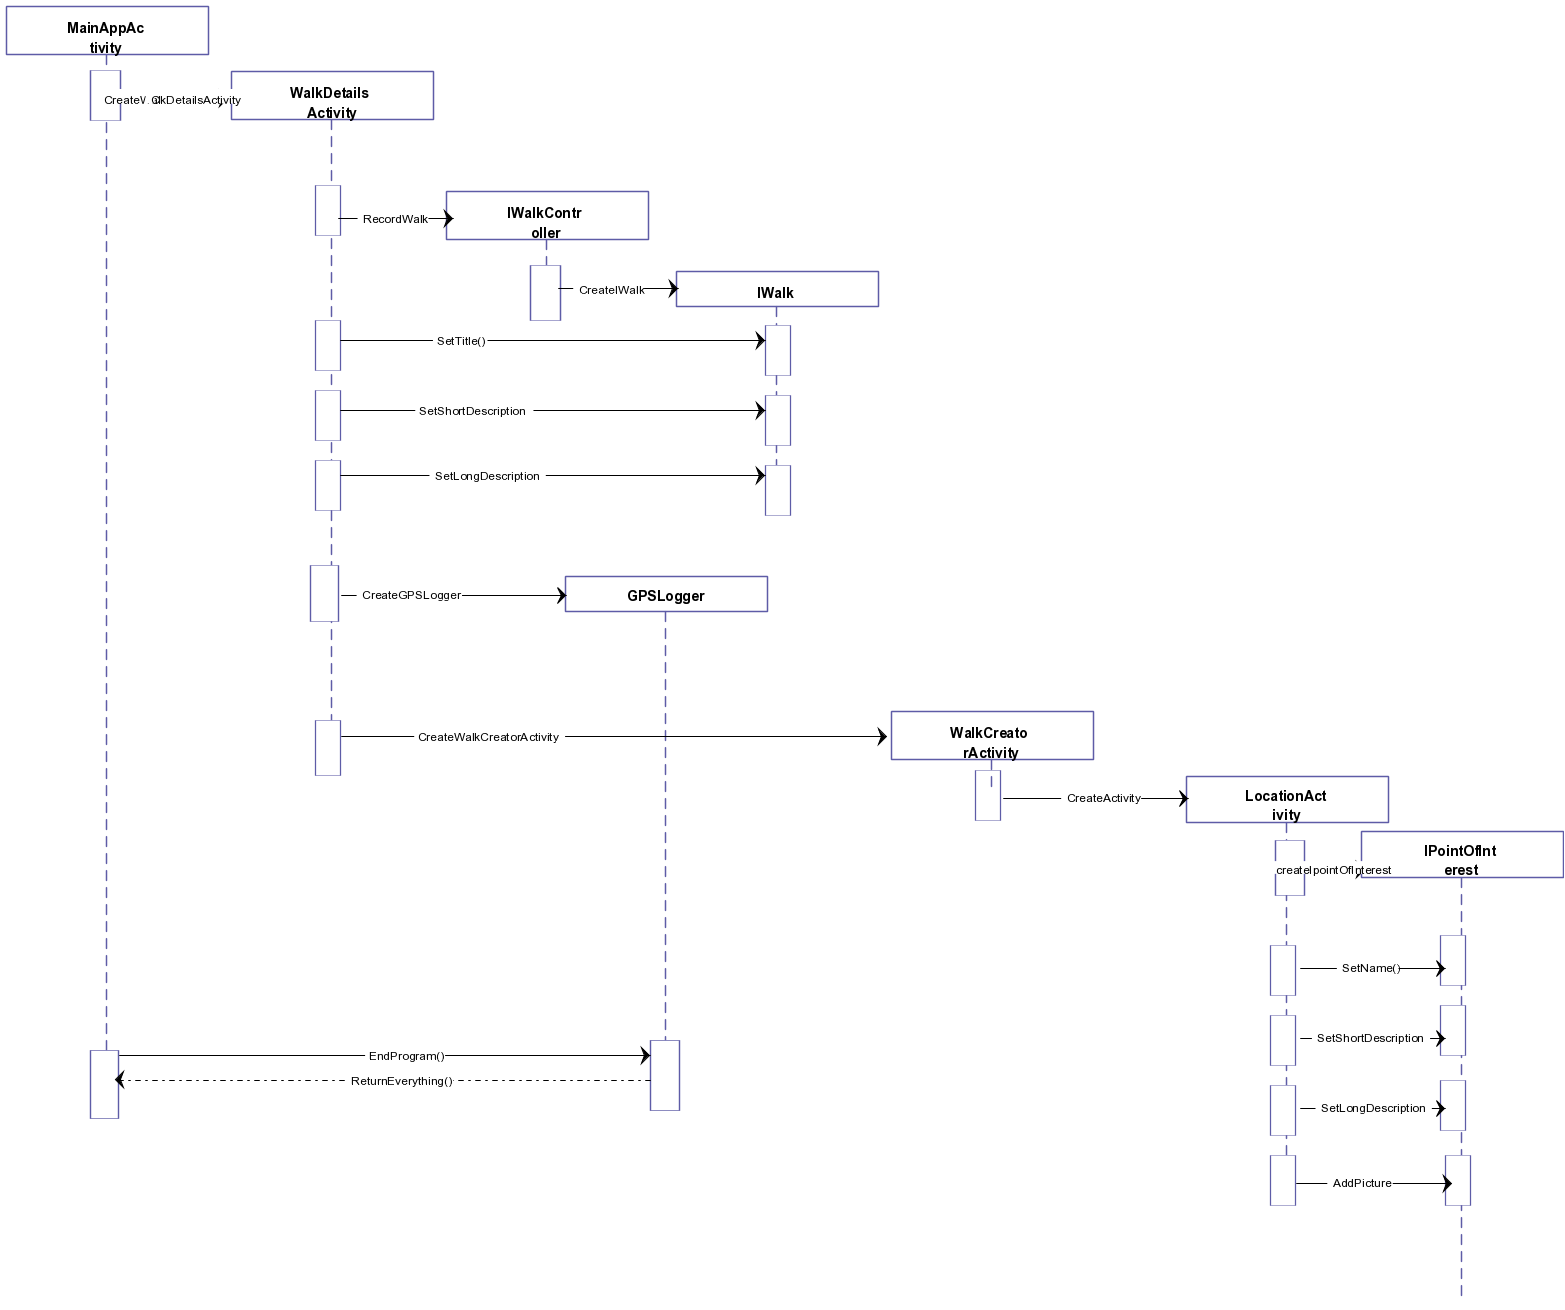 MainAppAc
tivity
WalkDetails
Activity
RecordWalk
IWalkContr
oller
CreateIWalk
IWalk
SetTitle()
SetShortDescription
SetLongDescription
CreateGPSLogger
GPSLogger
CreateWalkCreatorActivity
WalkCreato
rActivity
CreateActivity
LocationAct
ivity
IPointOfInt
erest
createIpointOfInterest
SetName()
SetShortDescription
EndProgram()
ReturnEverything()
SetLongDescription
AddPicture